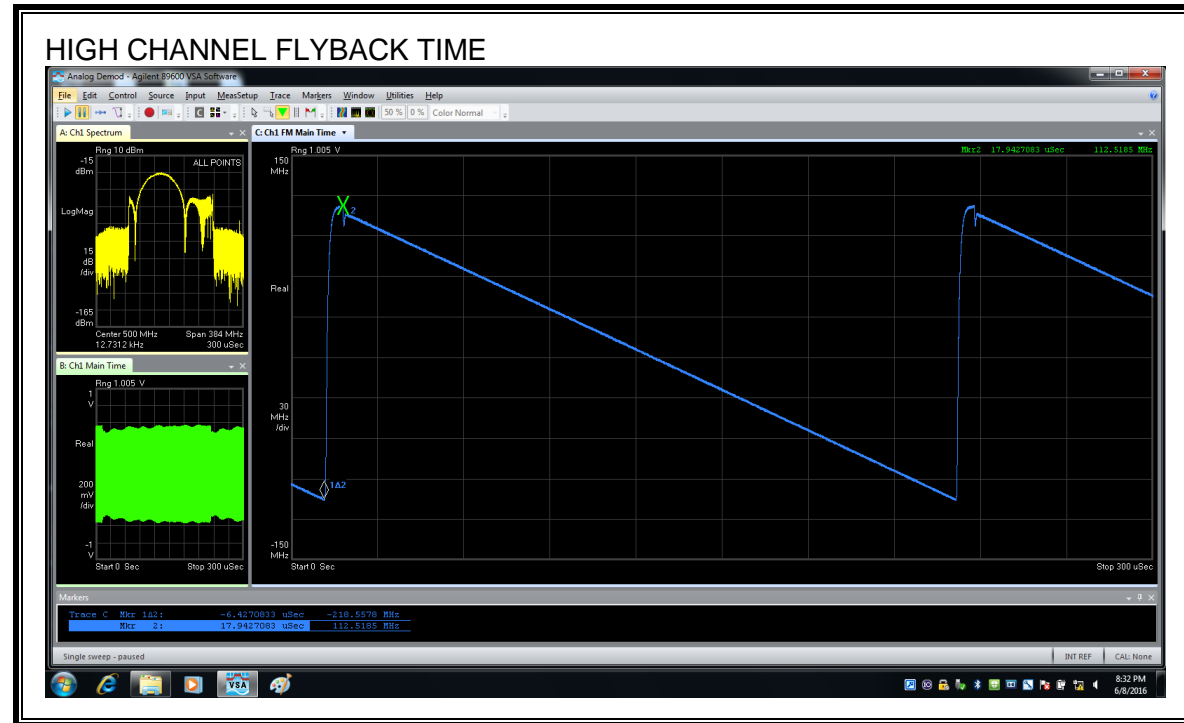 HIGH CHANNEL FLYBACK TIME
Analog Demod - Agilent 89600 VSA Software
File Edit Control Source Input MeasSetup Trace Markers Window Utilities Help
50 % 0 % Color Normal
A: Ch1 Spectrum
Rng 10 dBm
-15
dBm
ALL POINTS
LogMag
15
dB
/div
-165
dBm
Center 500 MHz Span 384 MHz
12.7312 kHz 300 uSec
B: Ch1 Main Time
Rng 1.005 V
1
V
Real
200
mV
/div
-1
V
Start 0 Sec Stop 300 uSec
C: Ch1 FM Main Time
Rng 1.005 V
Mkr2 17.9427083 uSec 112.5185 MHz
150
MHz
2
Real
30
MHz
/div
1Δ2
-150
MHz
Start 0 Sec Stop 300 uSec
Markers
Trace C Mkr 1Δ2: -6.4270833 uSec -218.5578 MHz
Mkr 2: 17.9427083 uSec 112.5185 MHz
Single sweep - paused
INT REF CAL: None
VSA
8:32 PM
6/8/2016